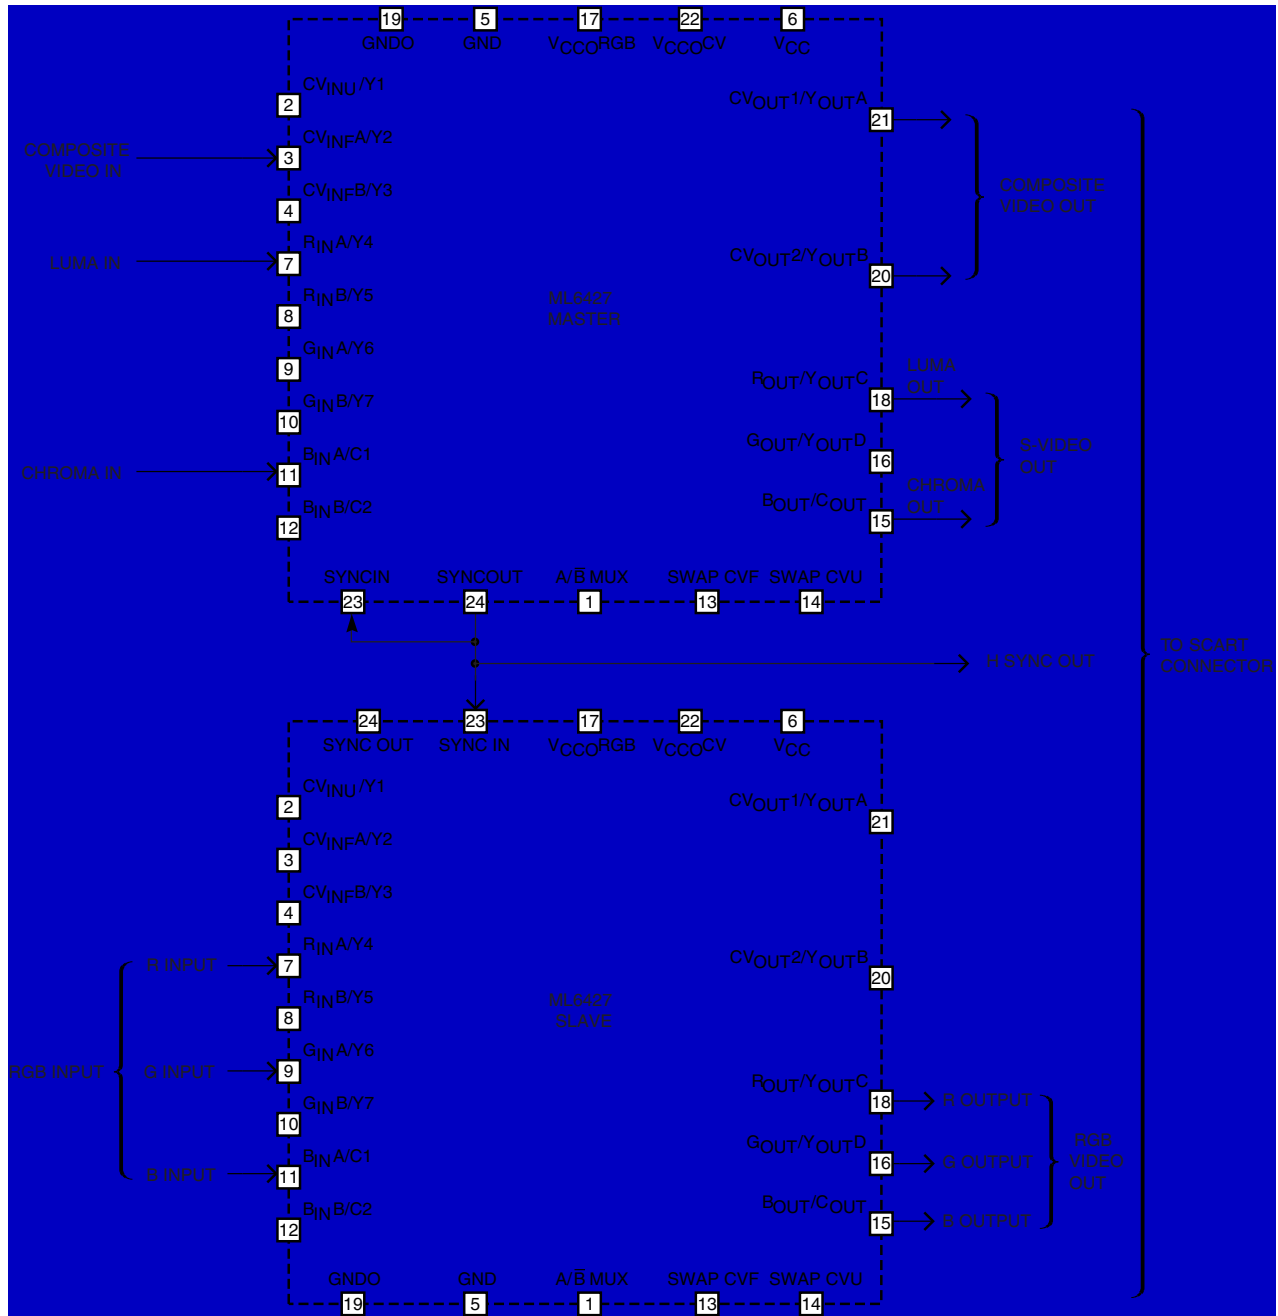 19 5 17 22 6
GNDO GND VCCORGB VCCOCV VCC
CVINU/Y1
2
CVOUT1/YOUTA
21
CVINFA/Y2
COMPOSITE
VIDEO IN
3
CVINFB/Y3
4
COMPOSITE
VIDEO OUT
RINA/Y4
LUMA IN
7
CVOUT2/YOUTB
20
RINB/Y5
8
ML6427
MASTER
GINA/Y6
9
ROUT/YOUTC
18
LUMA
OUT
GINB/Y7
10
GOUT/YOUTD
16
S-VIDEO
OUT
BINA/C1
CHROMA IN
11
BINB/C2
12
BOUT/COUT
15
CHROMA
OUT
SYNCIN SYNCOUT A/B̅ MUX SWAP CVF SWAP CVU
23 24 1 13 14
H SYNC OUT
TO SCART
CONNECTOR
24 23 17 22 6
SYNC OUT SYNC IN VCCORGB VCCOCV VCC
CVINU/Y1
2
CVOUT1/YOUTA
21
CVINFA/Y2
3
CVINFB/Y3
4
RINA/Y4
R INPUT
7
CVOUT2/YOUTB
20
RINB/Y5
8
ML6427
SLAVE
GINA/Y6
RGB INPUT
G INPUT
9
ROUT/YOUTC
18
R OUTPUT
GINB/Y7
10
GOUT/YOUTD
16
G OUTPUT
RGB
VIDEO
OUT
BINA/C1
B INPUT
11
BINB/C2
12
BOUT/COUT
15
B OUTPUT
GNDO GND A/B̅ MUX SWAP CVF SWAP CVU
19 5 1 13 14